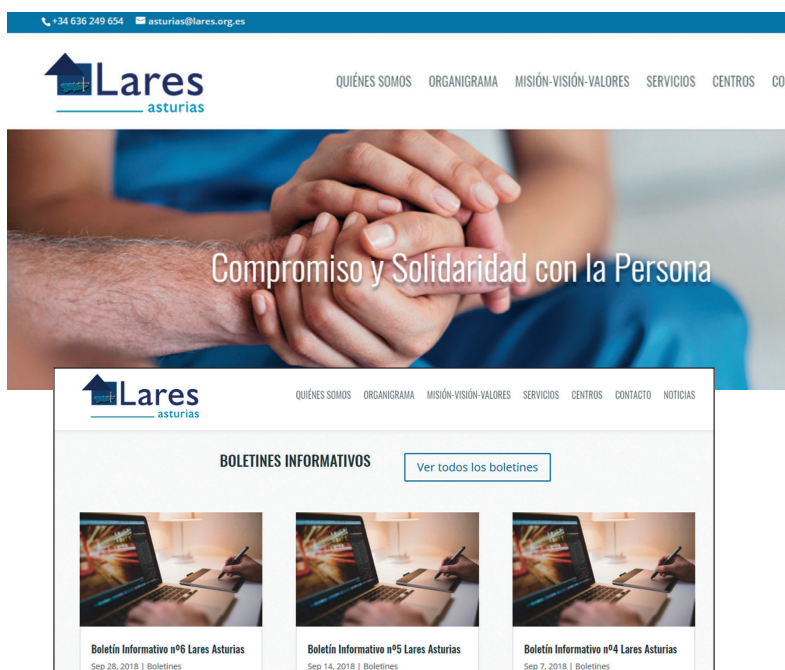 +34 636 249 654 asturias@lares.org.es
Lares
asturias
QUIÉNES SOMOS ORGANIGRAMA MISIÓN-VISIÓN-VALORES SERVICIOS CENTROS CO
Compromiso y Solidaridad con la Persona
Lares
asturias
QUIÉNES SOMOS ORGANIGRAMA MISIÓN-VISIÓN-VALORES SERVICIOS CENTROS CONTACTO NOTICIAS
BOLETINES INFORMATIVOS Ver todos los boletines
Boletín Informativo nº6 Lares Asturias
Sep 28, 2018 | Boletines
Boletín Informativo nº5 Lares Asturias
Sep 14, 2018 | Boletines
Boletín Informativo nº4 Lares Asturias
Sep 7, 2018 | Boletines